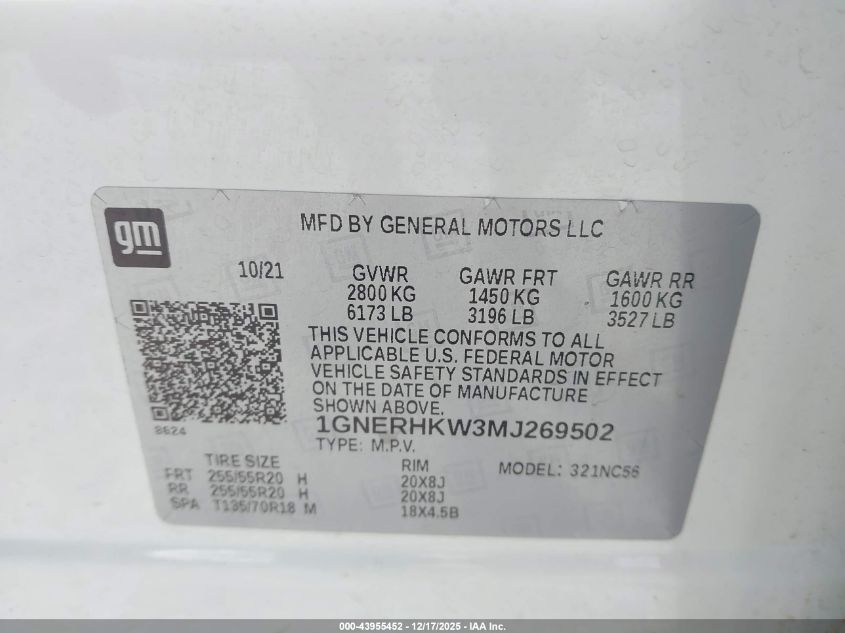 gm
MFD BY GENERAL MOTORS LLC
10/21 GVWR GAWR FRT GAWR RR
2800 KG 1450 KG 1600 KG
6173 LB 3196 LB 3527 LB
THIS VEHICLE CONFORMS TO ALL
APPLICABLE U.S. FEDERAL MOTOR
VEHICLE SAFETY STANDARDS IN EFFECT
ON THE DATE OF MANUFACTURE
SHOWN ABOVE.
8624
1GNERHKW3MJ269502
TYPE: M.P.V.
TIRE SIZE RIM MODEL: 321NC56
FRT 255/55R20 H 20X8J
RR 255/55R20 H 20X8J
SPA T135/70R18 M 18X4.5B
000-43955452 - 12/17/2025 - IAA Inc.